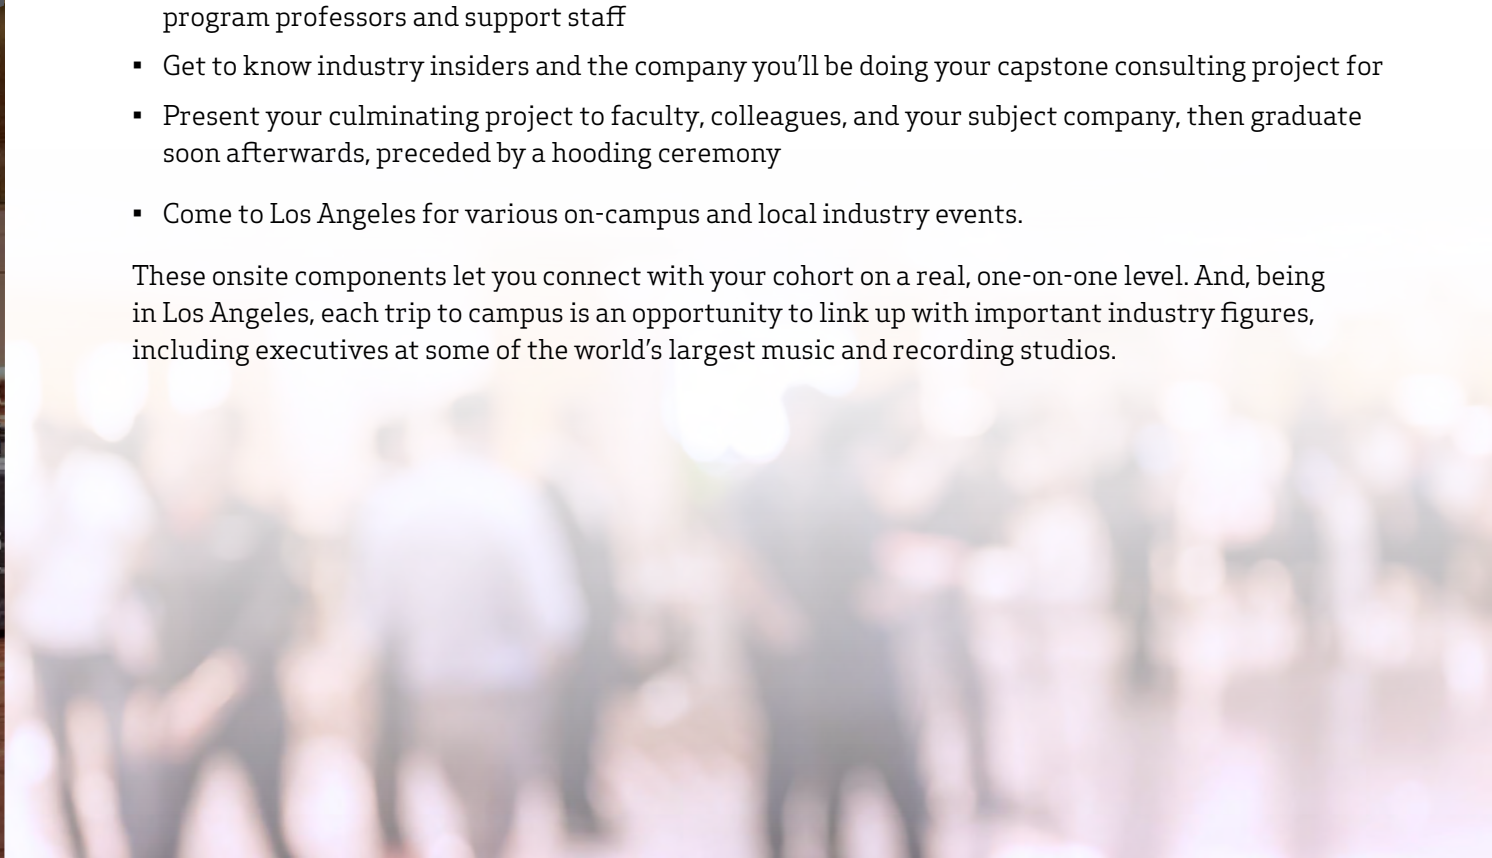 program professors and support staff
▪ Get to know industry insiders and the company you’ll be doing your capstone consulting project for
▪ Present your culminating project to faculty, colleagues, and your subject company, then graduate
soon afterwards, preceded by a hooding ceremony
▪ Come to Los Angeles for various on-campus and local industry events.
These onsite components let you connect with your cohort on a real, one-on-one level. And, being
in Los Angeles, each trip to campus is an opportunity to link up with important industry figures,
including executives at some of the world’s largest music and recording studios.